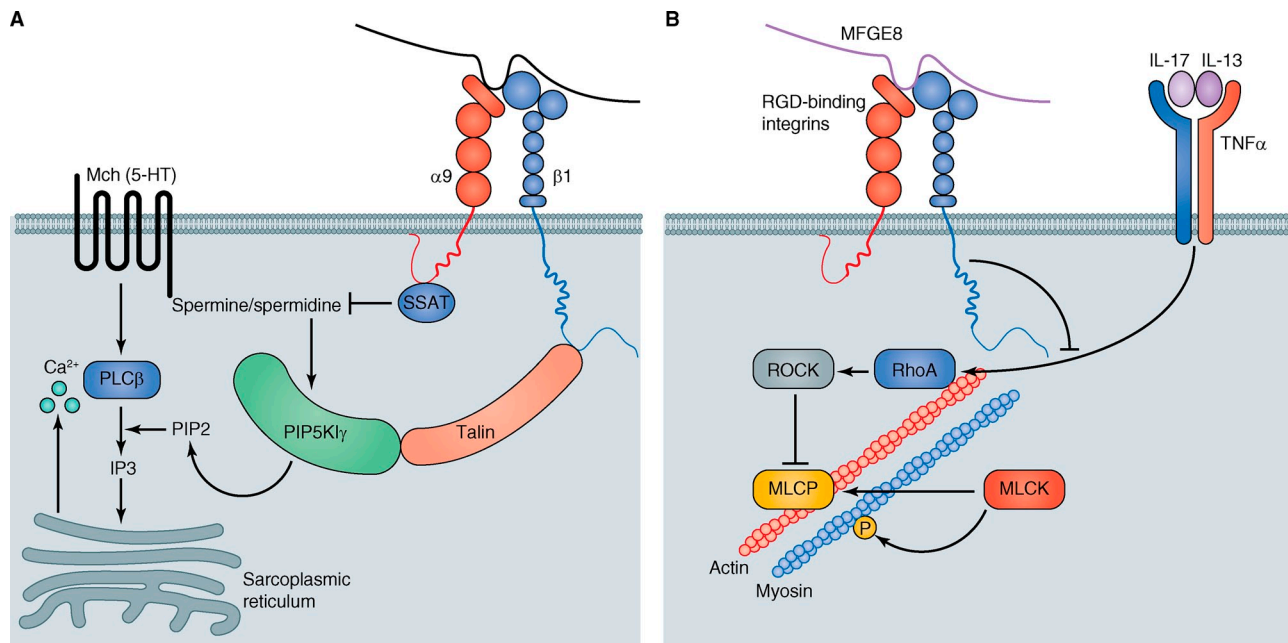 A
Mch (5-HT)
α9
β1
Spermine/spermidine
SSAT
Ca2+
PLCβ
PIP2
IP3
PIP5KIγ
Talin
Sarcoplasmic
reticulum
B
MFGE8
IL-17 IL-13
RGD-binding
integrins
TNFα
ROCK
RhoA
MLCP
MLCK
P
Actin
Myosin